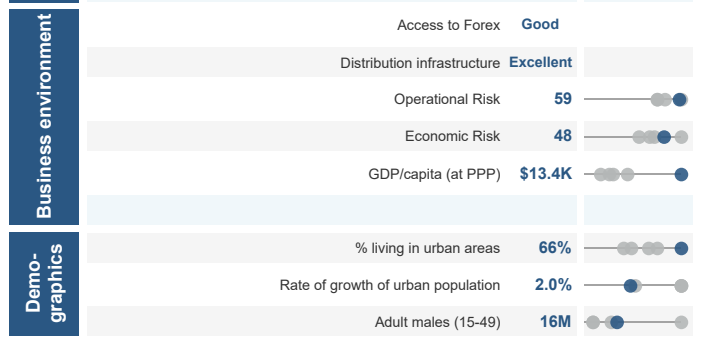 Business environment
Access to Forex Good
Distribution infrastructure Excellent
Operational Risk 59
Economic Risk 48
GDP/capita (at PPP) $13.4K
Demo-
graphics
% living in urban areas 66%
Rate of growth of urban population 2.0%
Adult males (15-49) 16M